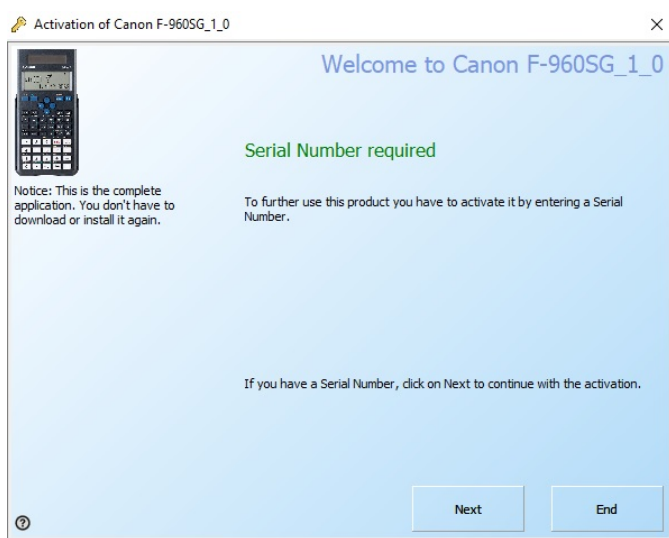 Activation of Canon F-960SG_1_0
Welcome to Canon F-960SG_1_0
Serial Number required
Notice: This is the complete
application. You don't have to
download or install it again.
To further use this product you have to activate it by entering a Serial
Number.
If you have a Serial Number, click on Next to continue with the activation.
Next
End